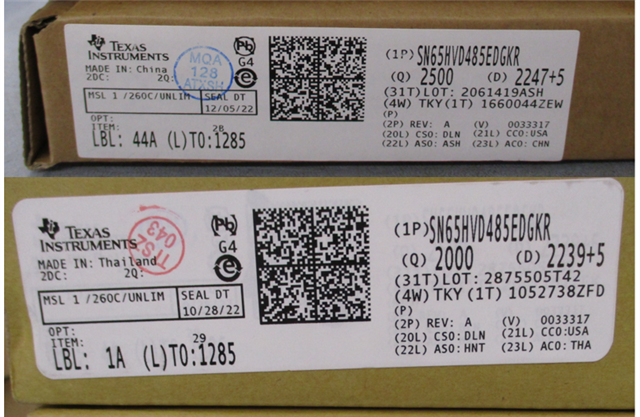 TEXAS
INSTRUMENTS
MADE IN: China
2DC: 2Q:
MQA
128
ATXSH
Pb
G4
e
MSL 1 /260C/UNLIM
SEAL DT
12/05/22
OPT:
ITEM: 2B
LBL: 44A (L)TO:1285
(1P) SN65HVD485EDGKR
(Q) 2500 (D) 2247+5
(31T)LOT: 2061419ASH
(4W) TKY(1T) 1660044ZEW
(P)
(2P) REV: A (V) 0033317
(20L) CSO: DLN (21L) CCO:USA
(22L) ASO: ASH (23L) ACO: CHN
TEXAS
INSTRUMENTS
MADE IN: Thailand
2DC: 2Q:
043
Pb
G4
e
MSL 1 /260C/UNLIM
SEAL DT
10/28/22
OPT:
ITEM: 29
LBL: 1A (L)TO:1285
(1P)SN65HVD485EDGKR
(Q) 2000 (D) 2239+5
(31T)LOT: 2875505T42
(4W) TKY (1T) 1052738ZFD
(P)
(2P) REV: A (V) 0033317
(20L) CSO: DLN (21L) CCO:USA
(22L) ASO: HNT (23L) ACO: THA